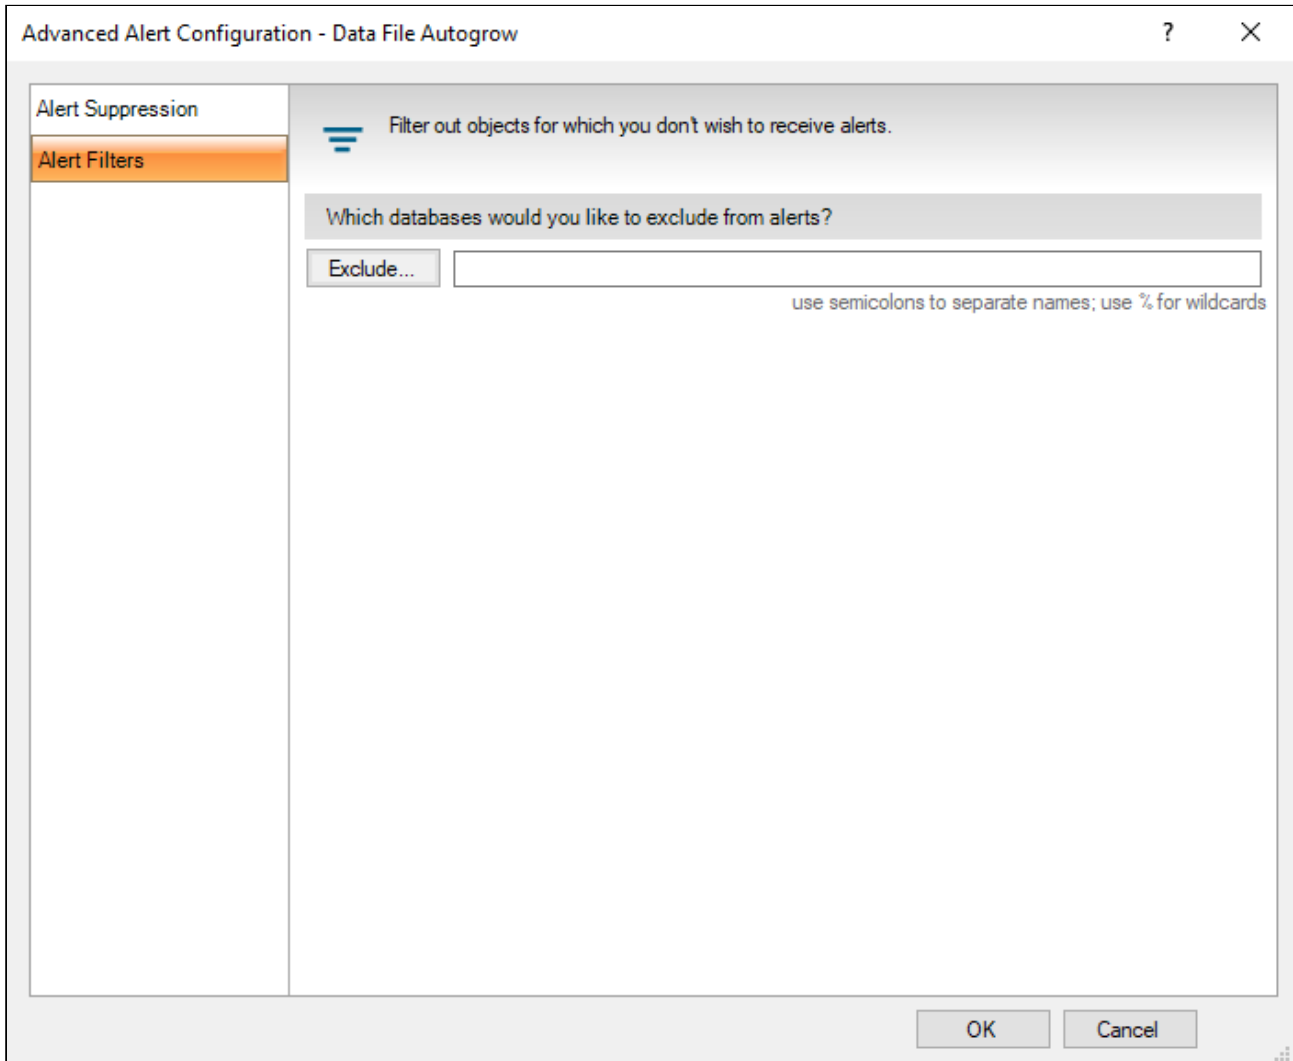 Advanced Alert Configuration - Data File Autogrow
?
Alert Suppression
Alert Filters
Filter out objects for which you don't wish to receive alerts.
Which databases would you like to exclude from alerts?
Exclude...
use semicolons to separate names; use % for wildcards
OK
Cancel